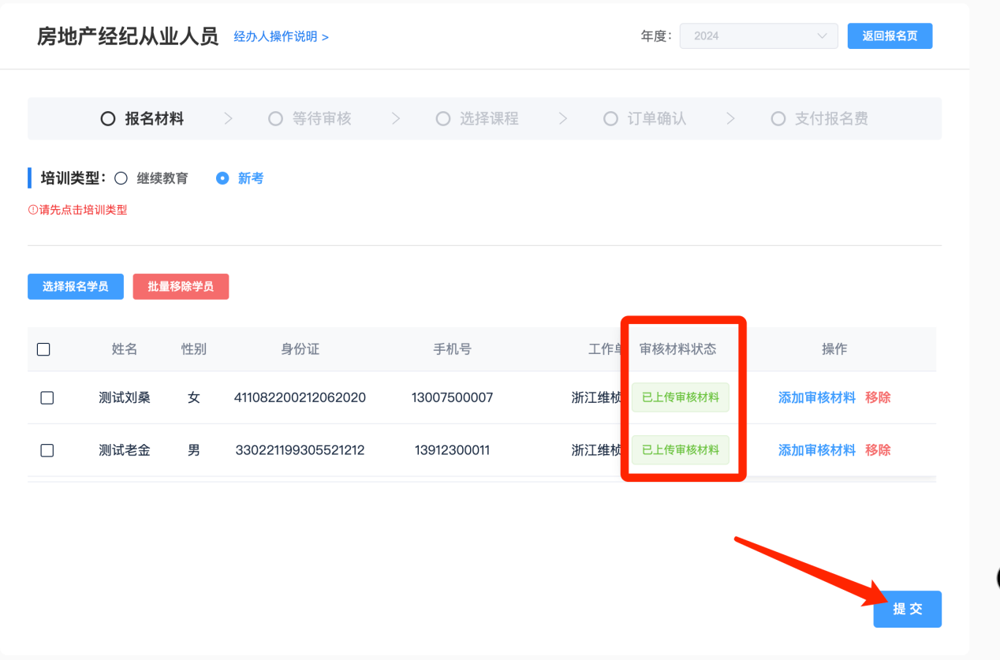 房地产经纪从业人员 经办人操作说明 > 年度： 2024 返回报名页
报名材料 > 等待审核 > 选择课程 > 订单确认 > 支付报名费
培训类型： 继续教育 新考
请先点击培训类型
选择报名学员 批量移除学员
姓名 性别 身份证 手机号 工作单 审核材料状态 操作
测试刘桑 女 411082200212062020 13007500007 浙江维桢 已上传审核材料 添加审核材料 移除
测试老金 男 330221199305521212 13912300011 浙江维桢 已上传审核材料 添加审核材料 移除
提交